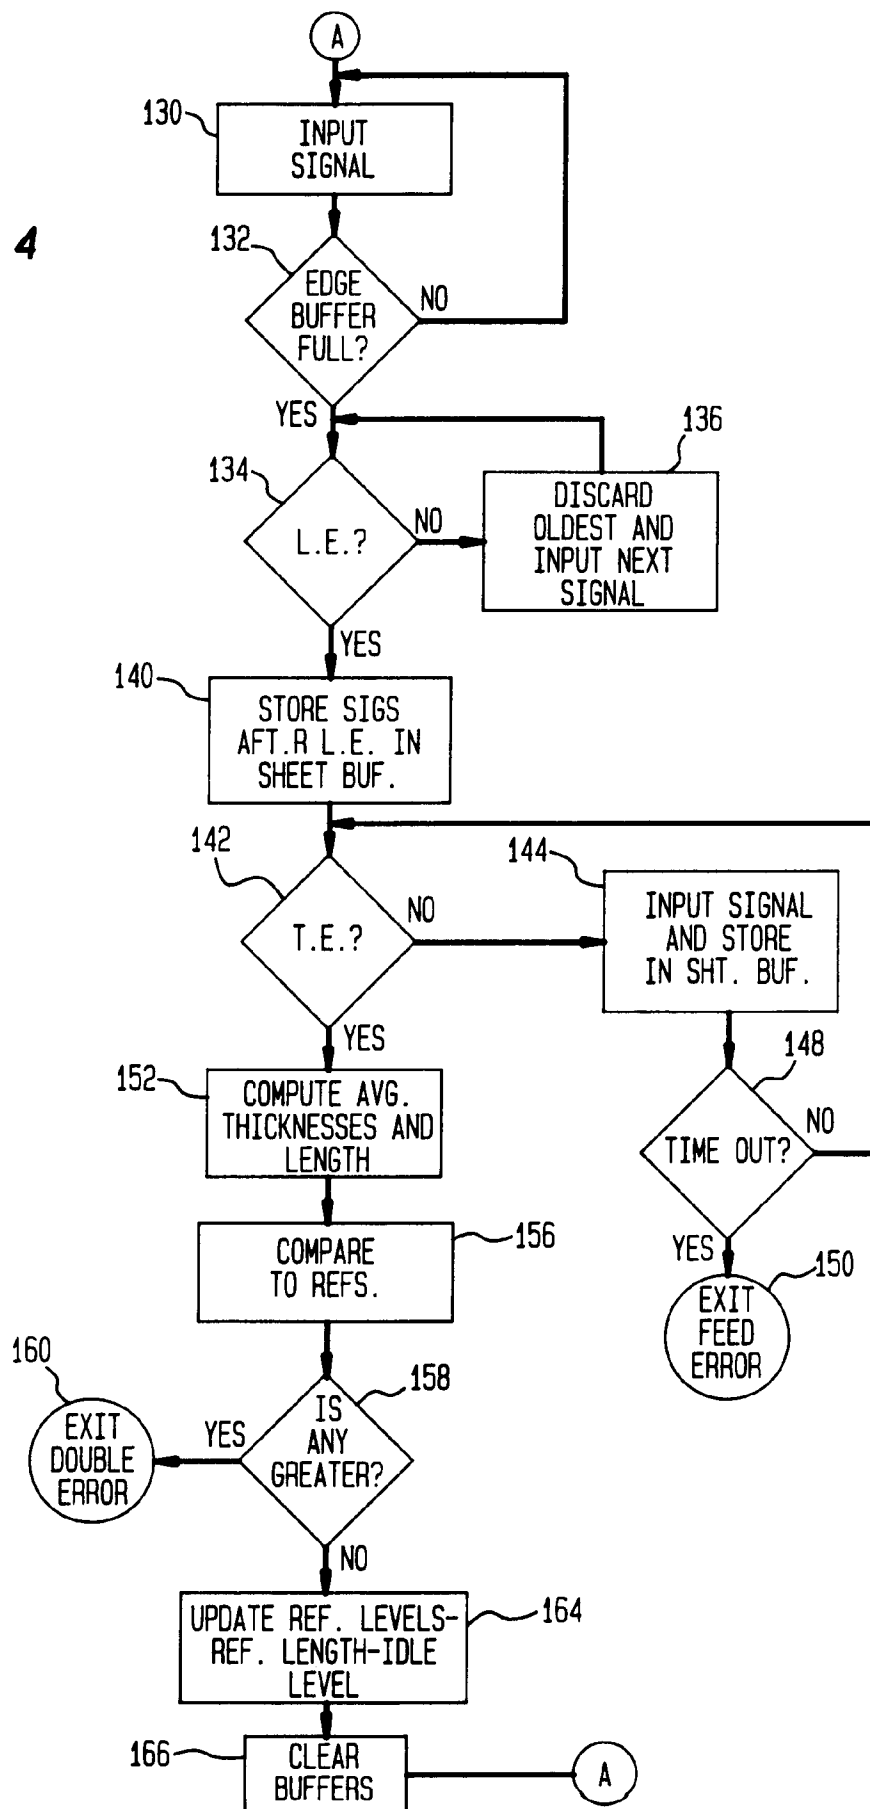 A
130
INPUT
SIGNAL
4
132
EDGE
BUFFER
FULL?
NO
YES
134
L.E.?
NO
136
DISCARD
OLDEST AND
INPUT NEXT
SIGNAL
YES
140
STORE SIGS
AFT.R L.E. IN
SHEET BUF.
142
T.E.?
NO
144
INPUT SIGNAL
AND STORE
IN SHT. BUF.
YES
148
TIME OUT?
NO
YES
150
EXIT
FEED
ERROR
152
COMPUTE AVG.
THICKNESSES AND
LENGTH
156
COMPARE
TO REFS.
158
IS
ANY
GREATER?
YES
160
EXIT
DOUBLE
ERROR
NO
164
UPDATE REF. LEVELS-
REF. LENGTH-IDLE
LEVEL
166
CLEAR
BUFFERS
A